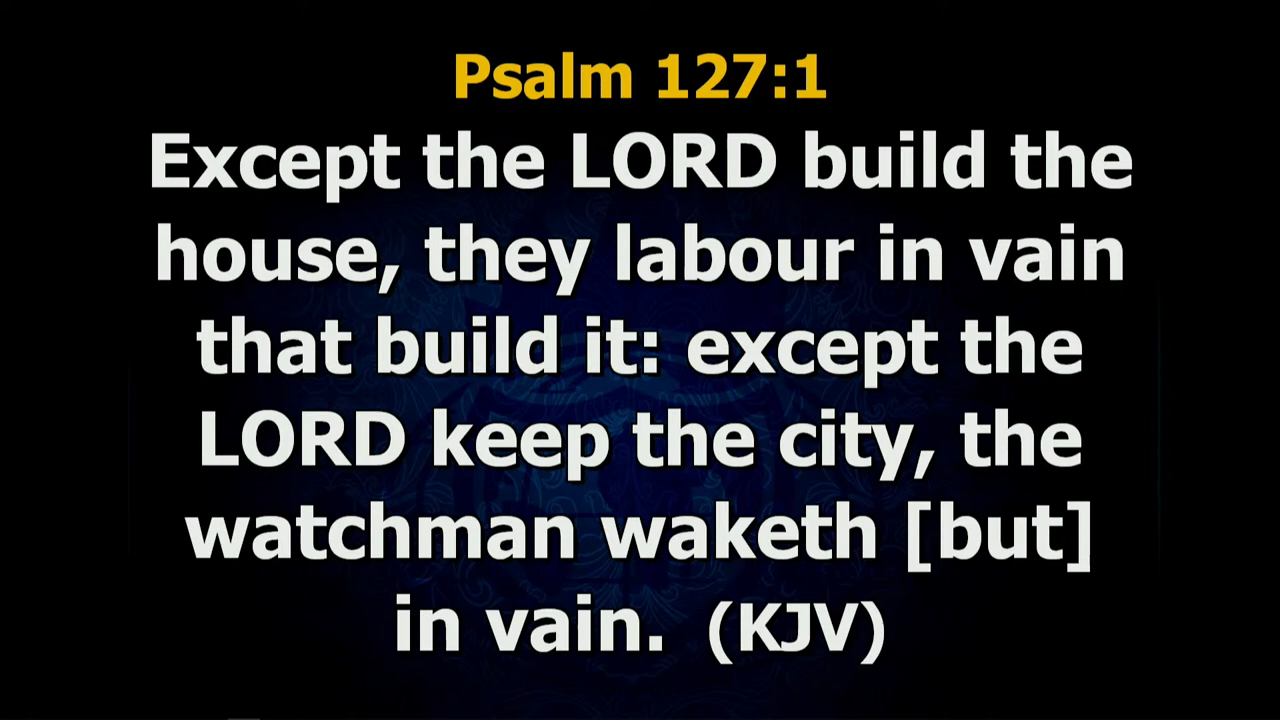 Psalm 127:1
Except the LORD build the
house, they labour in vain
that build it: except the
LORD keep the city, the
watchman waketh [but]
in vain. (KJV)